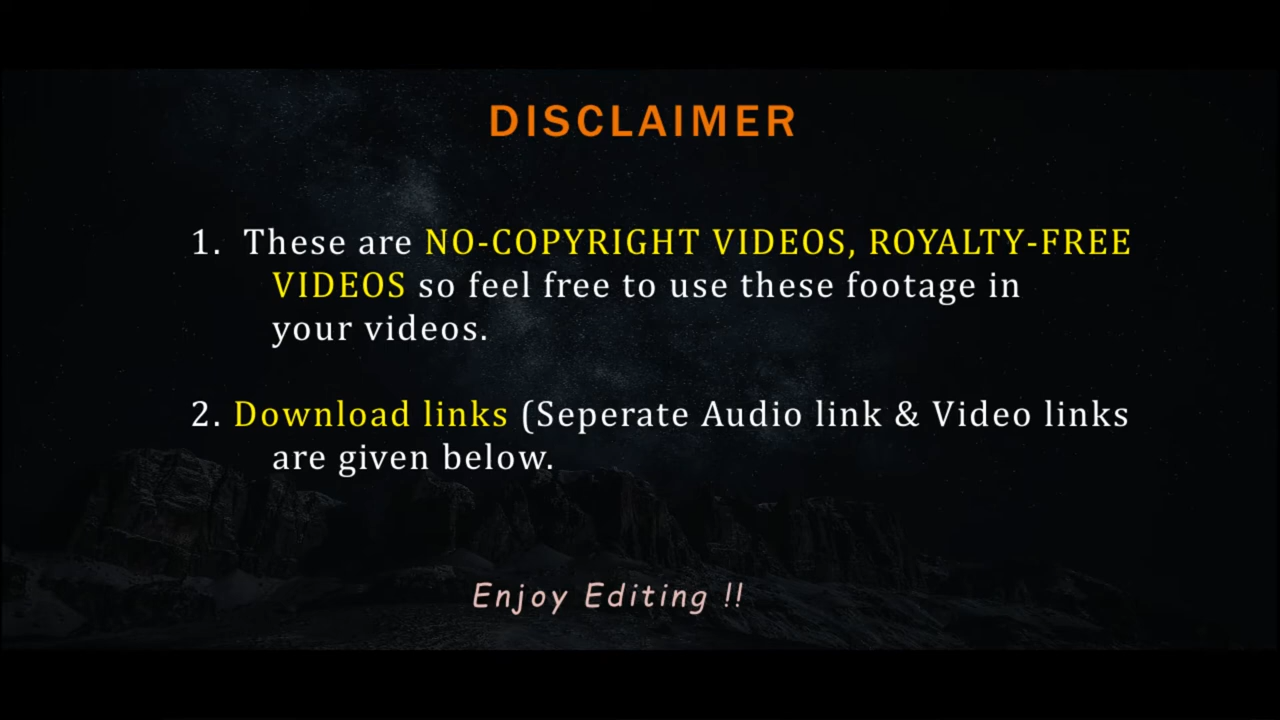 DISCLAIMER
1. These are NO-COPYRIGHT VIDEOS, ROYALTY-FREE
VIDEOS so feel free to use these footage in
your videos.
2. Download links (Seperate Audio link & Video links
are given below.
Enjoy Editing !!